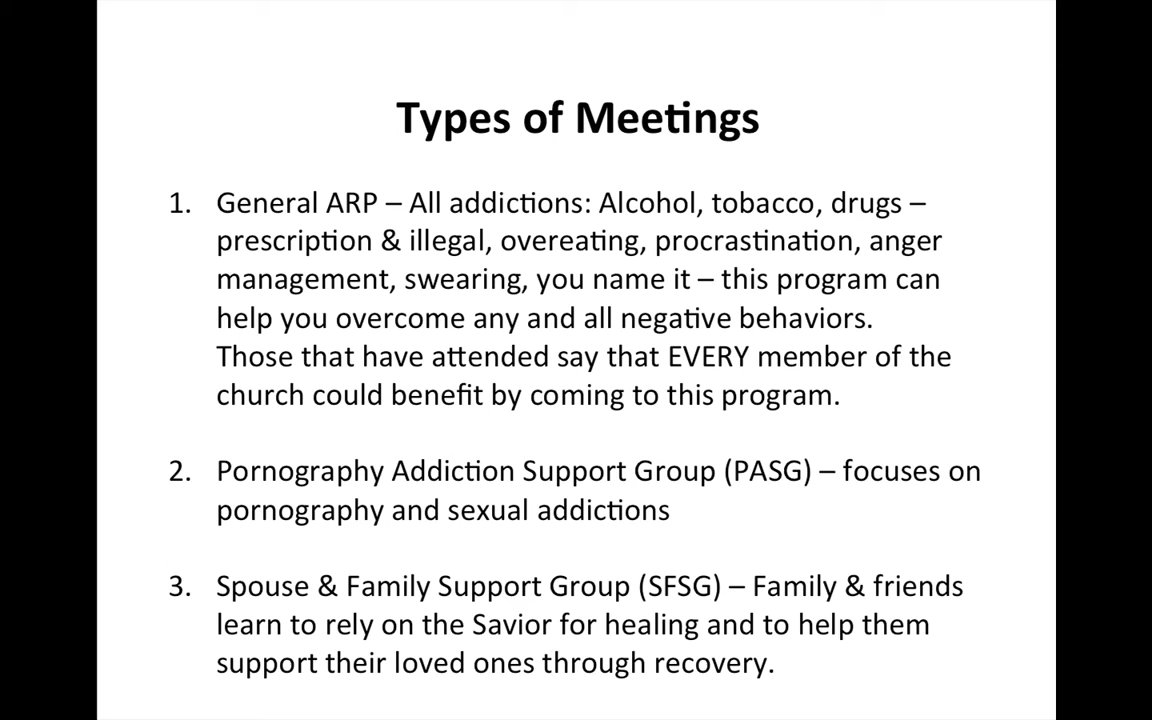 Types of Meetings
1. General ARP – All addictions: Alcohol, tobacco, drugs –
prescription & illegal, overeating, procrastination, anger
management, swearing, you name it – this program can
help you overcome any and all negative behaviors.
Those that have attended say that EVERY member of the
church could benefit by coming to this program.
2. Pornography Addiction Support Group (PASG) – focuses on
pornography and sexual addictions
3. Spouse & Family Support Group (SFSG) – Family & friends
learn to rely on the Savior for healing and to help them
support their loved ones through recovery.